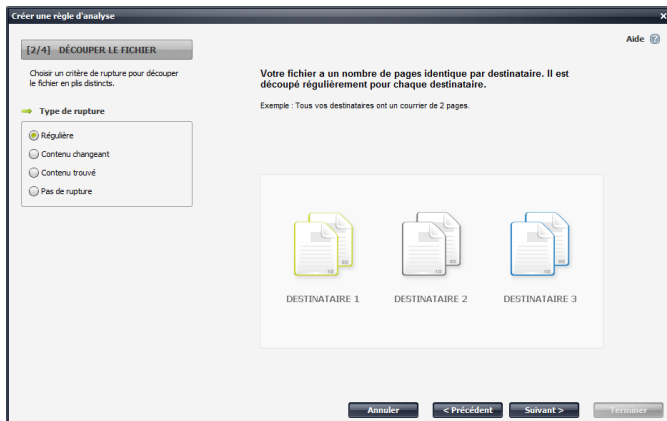 Créer une règle d'analyse
x
Aide ?
[2/4] DÉCOUPER LE FICHIER
Choisir un critère de rupture pour découper
le fichier en plis distincts.
Type de rupture
Régulière
Contenu changeant
Contenu trouvé
Pas de rupture
Votre fichier a un nombre de pages identique par destinataire. Il est
découpé régulièrement pour chaque destinataire.
Exemple : Tous vos destinataires ont un courrier de 2 pages.
DESTINATAIRE 1
DESTINATAIRE 2
DESTINATAIRE 3
Annuler
< Précédent
Suivant >
Terminer